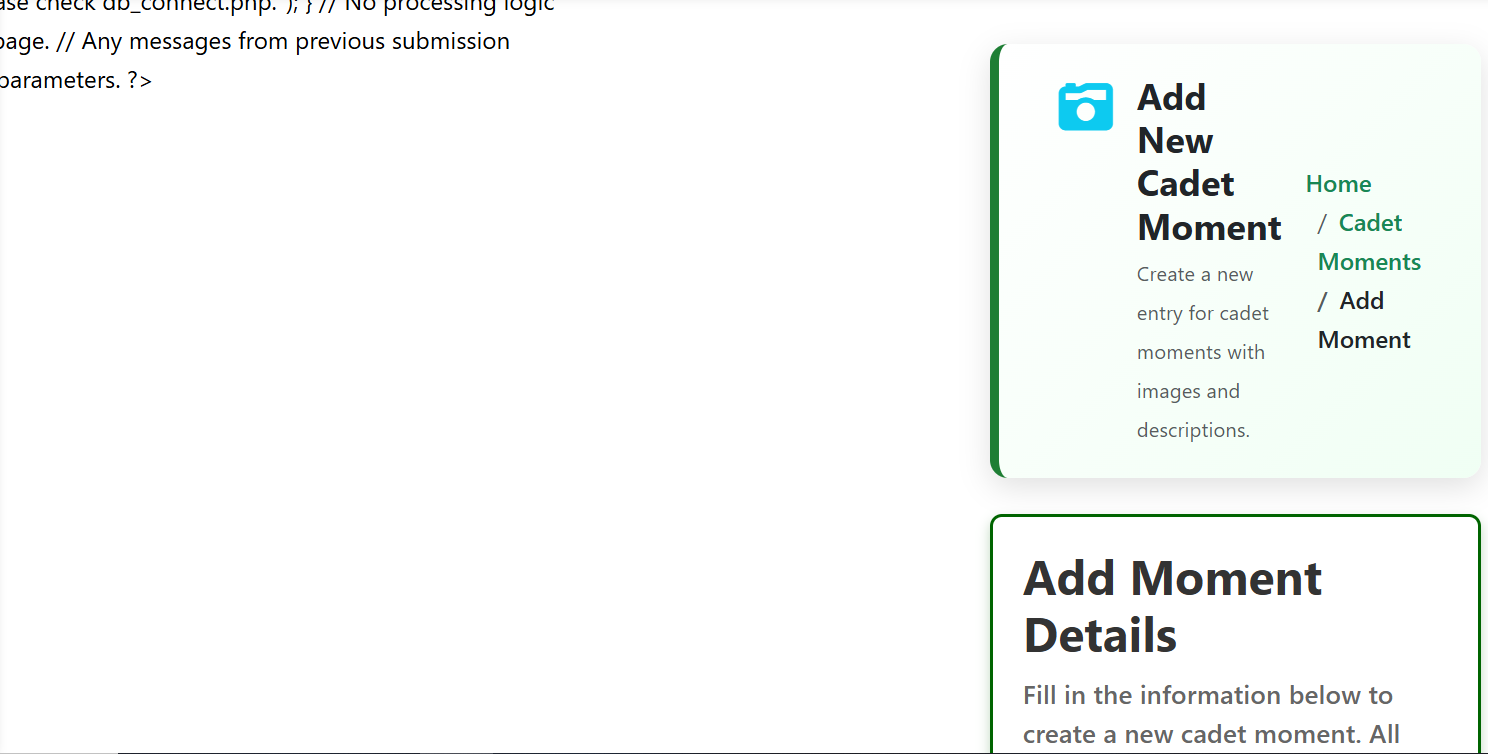 ase check db_connect.php."); } // No processing logic
page. // Any messages from previous submission
parameters. ?>
Add
New
Cadet
Moment
Create a new
entry for cadet
moments with
images and
descriptions.
Home
/ Cadet
Moments
/ Add
Moment
Add Moment
Details
Fill in the information below to
create a new cadet moment. All